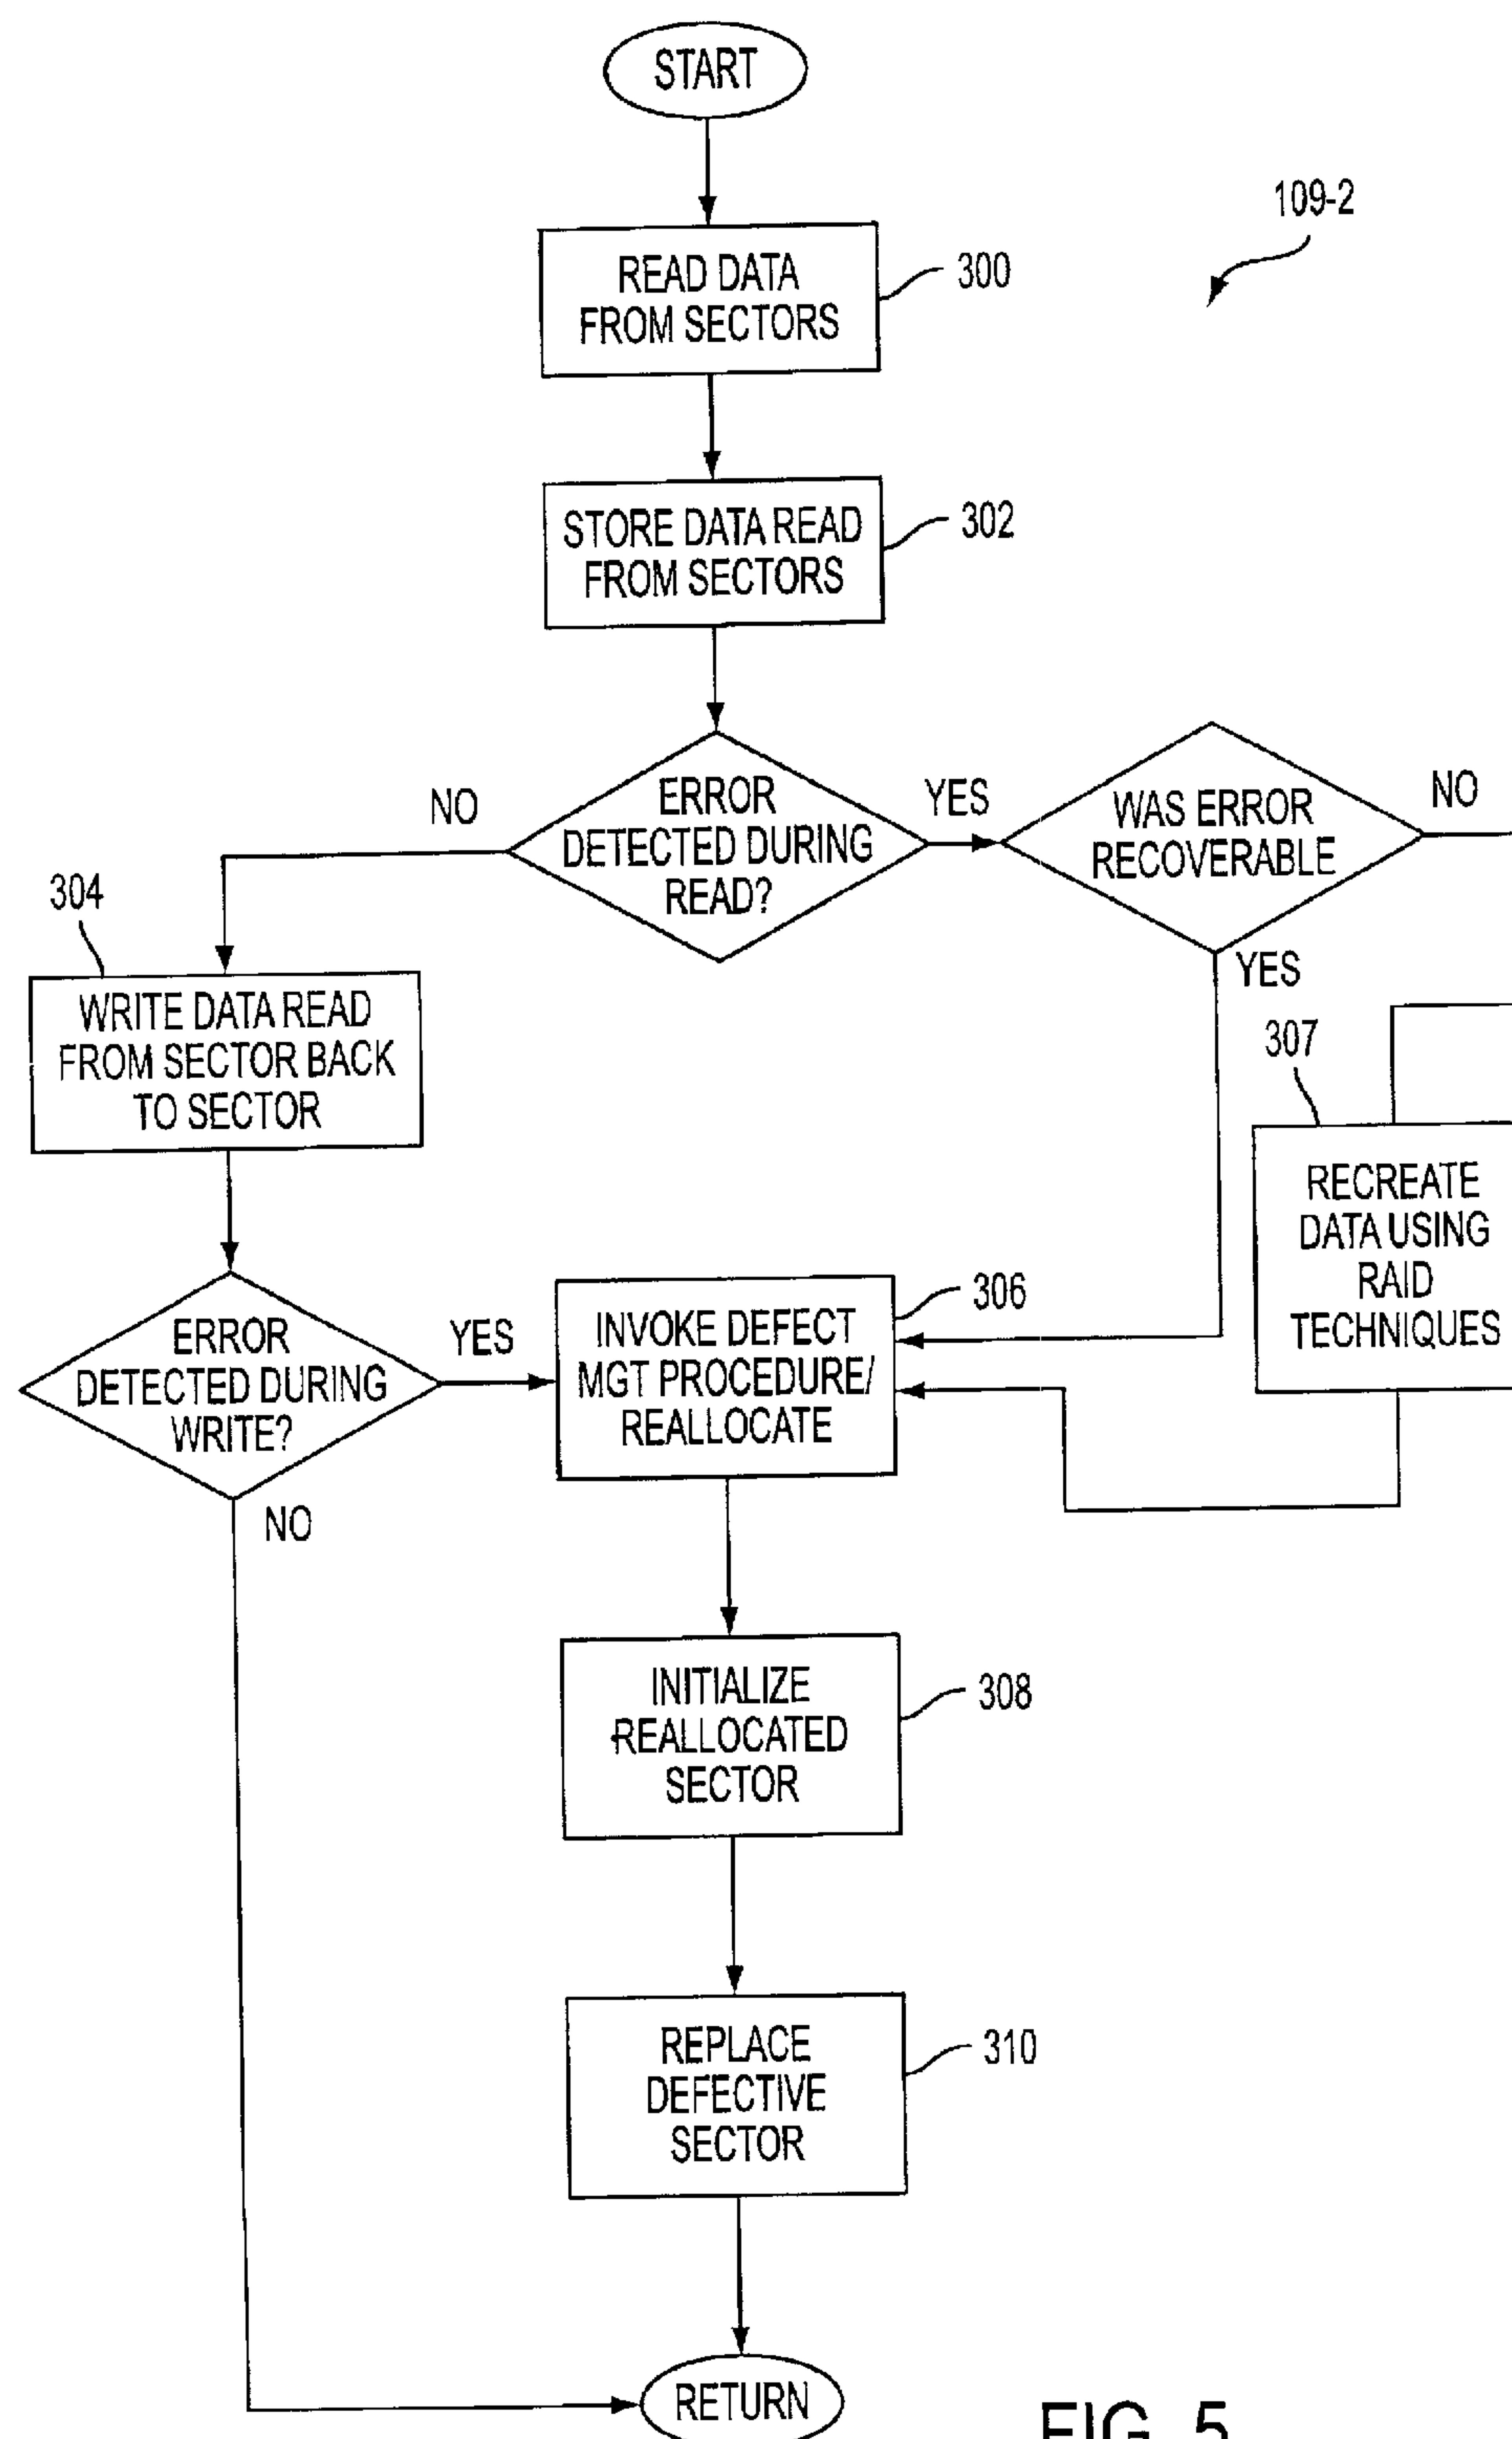 START
109-2
READ DATA
FROM SECTORS
300
STORE DATA READ
FROM SECTORS
302
NO
ERROR
DETECTED DURING
READ?
YES
WAS ERROR
RECOVERABLE
NO
YES
304
WRITE DATA READ
FROM SECTOR BACK
TO SECTOR
307
RECREATE
DATA USING
RAID
TECHNIQUES
ERROR
DETECTED DURING
WRITE?
YES
NO
INVOKE DEFECT
MGT PROCEDURE/
REALLOCATE
306
INITIALIZE
REALLOCATED
SECTOR
308
REPLACE
DEFECTIVE
SECTOR
310
RETURN
FIG. 5